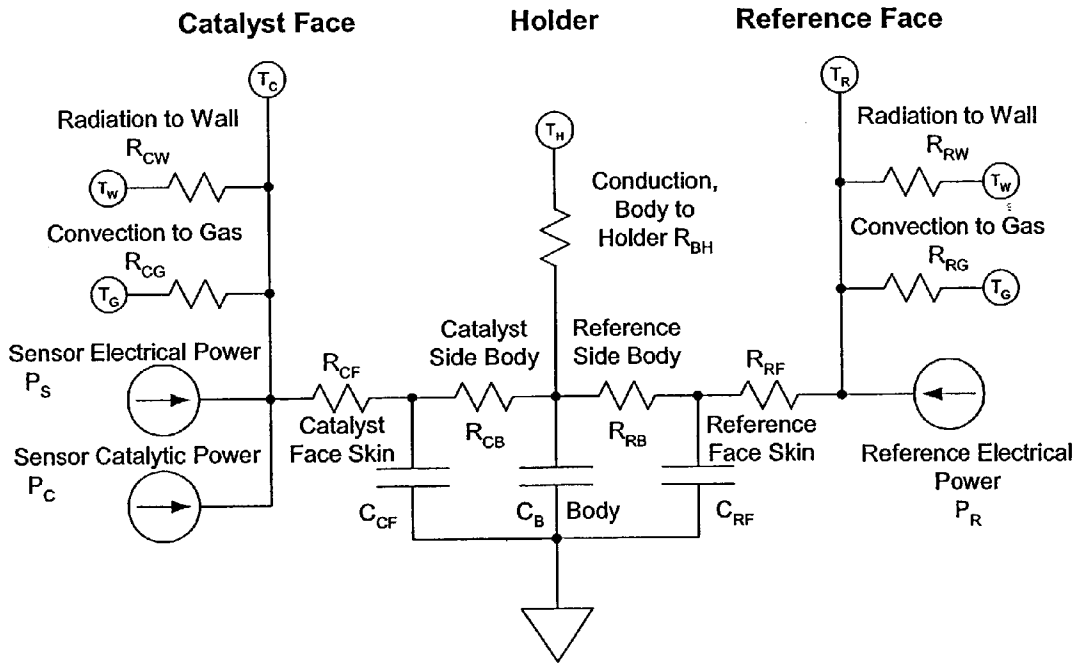 Catalyst Face
Holder
Reference Face
T_C
T_R
Radiation to Wall
R_CW
T_W
T_H
Radiation to Wall
R_RW
T_W
Conduction,
Body to
Holder R_BH
Convection to Gas
R_CG
T_G
Convection to Gas
R_RG
T_G
Sensor Electrical Power
P_S
R_CF
Catalyst
Side Body
Reference
Side Body
R_RF
Catalyst
Face Skin
R_CB
R_RB
Reference
Face Skin
Sensor Catalytic Power
P_C
Reference Electrical
Power
P_R
C_CF
C_B Body
C_RF